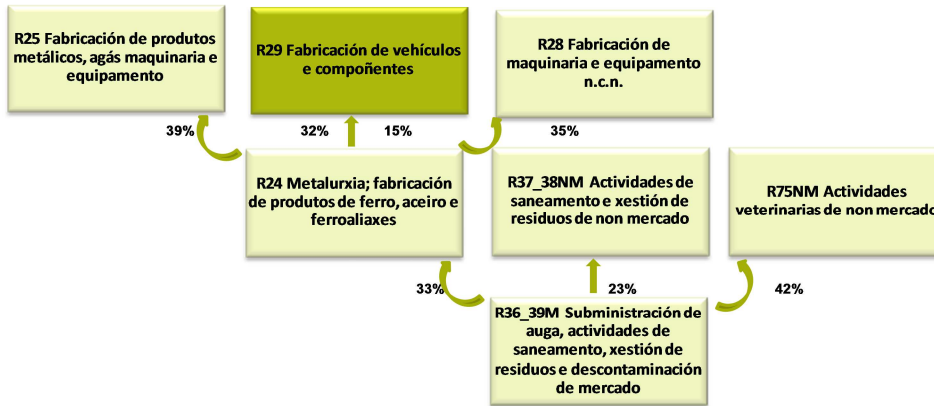 R25 Fabricación de produtos
metálicos, agás maquinaria e
equipamento
R29 Fabricación de vehículos
e compoñentes
R28 Fabricación de
maquinaria e equipamento
n.c.n.
39%
32%
15%
35%
R24 Metalurxia; fabricación
de produtos de ferro, aceiro e
ferroaliaxes
R37_38NM Actividades de
saneamento e xestión de
residuos de non mercado
R75NM Actividades
veterinarias de non mercado
33%
23%
42%
R36_39M Subministración de
auga, actividades de
saneamento, xestión de
residuos e descontaminación
de mercado